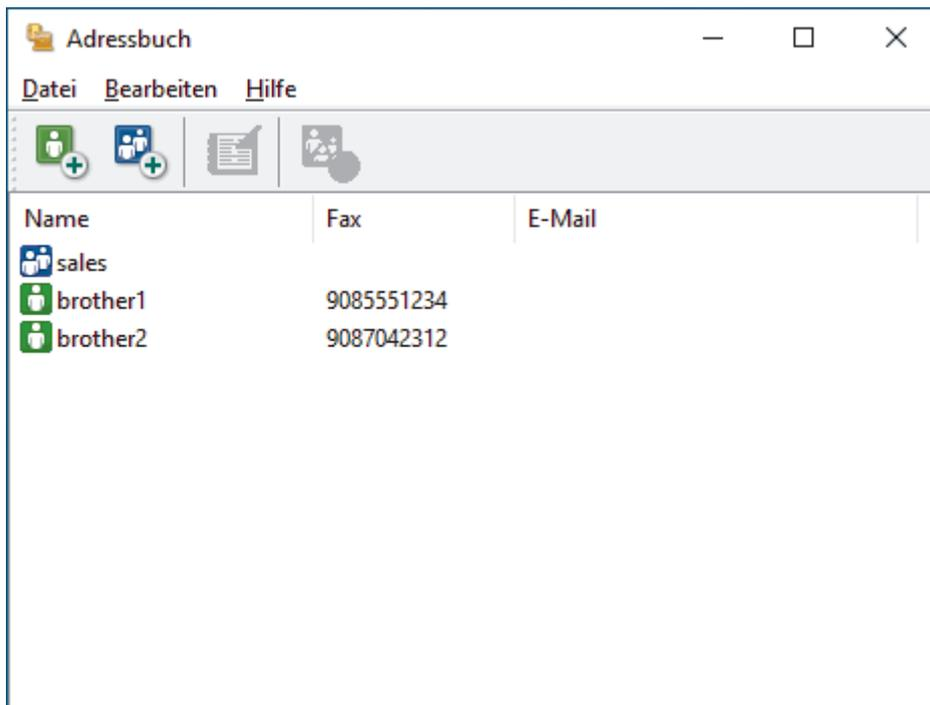 Adressbuch
Datei Bearbeiten Hilfe
Name Fax E-Mail
sales
brother1 9085551234
brother2 9087042312